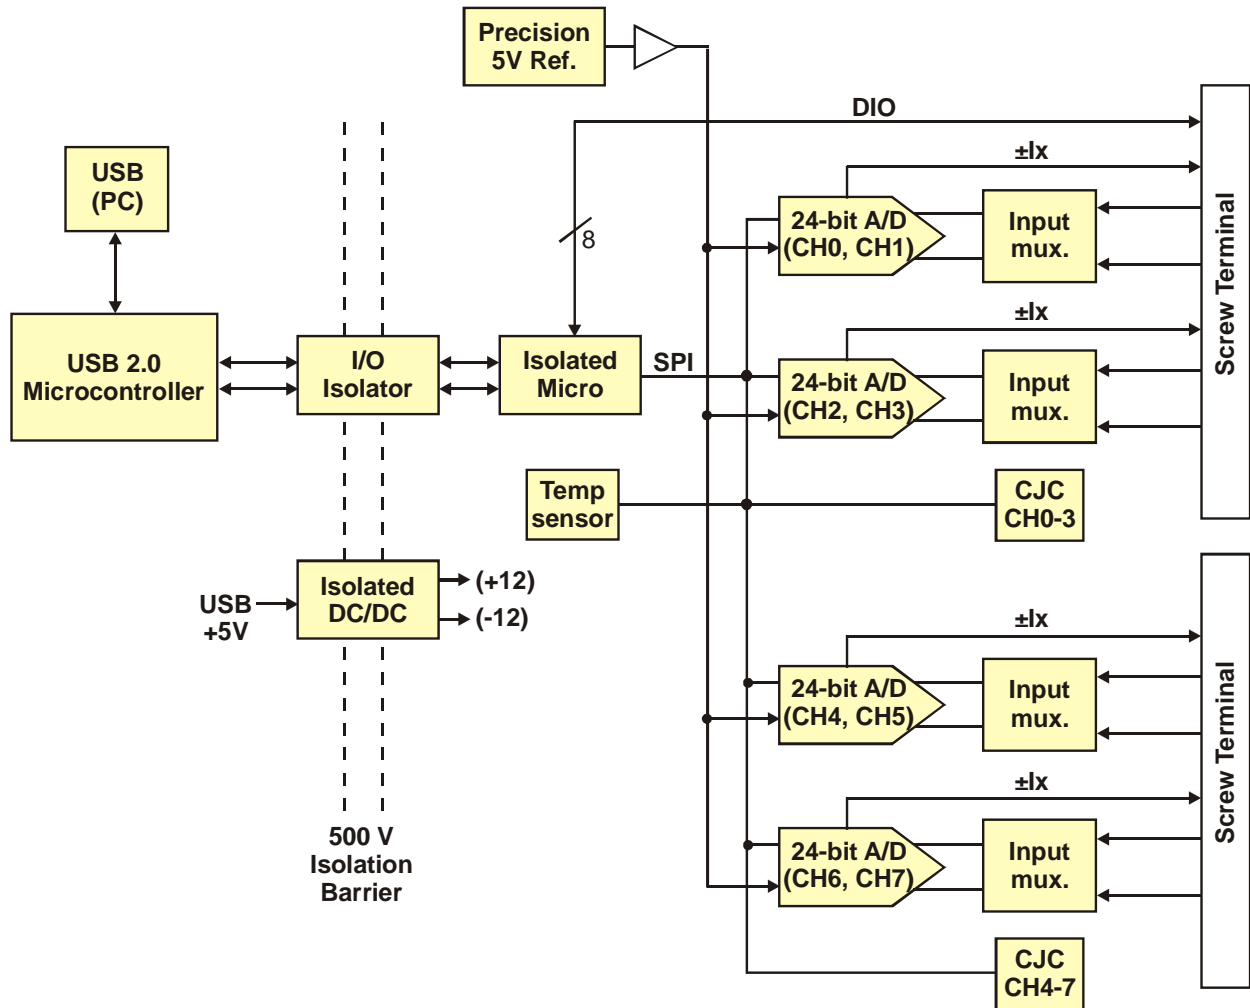 Precision
5V Ref.
DIO
USB
(PC)
±Ix
8
24-bit A/D
(CH0, CH1)
Input
mux.
Screw Terminal
USB 2.0
Microcontroller
I/O
Isolator
Isolated
Micro
SPI
±Ix
24-bit A/D
(CH2, CH3)
Input
mux.
Temp
sensor
CJC
CH0-3
USB
+5V
Isolated
DC/DC
(+12)
(-12)
±Ix
24-bit A/D
(CH4, CH5)
Input
mux.
Screw Terminal
±Ix
24-bit A/D
(CH6, CH7)
Input
mux.
500 V
Isolation
Barrier
CJC
CH4-7